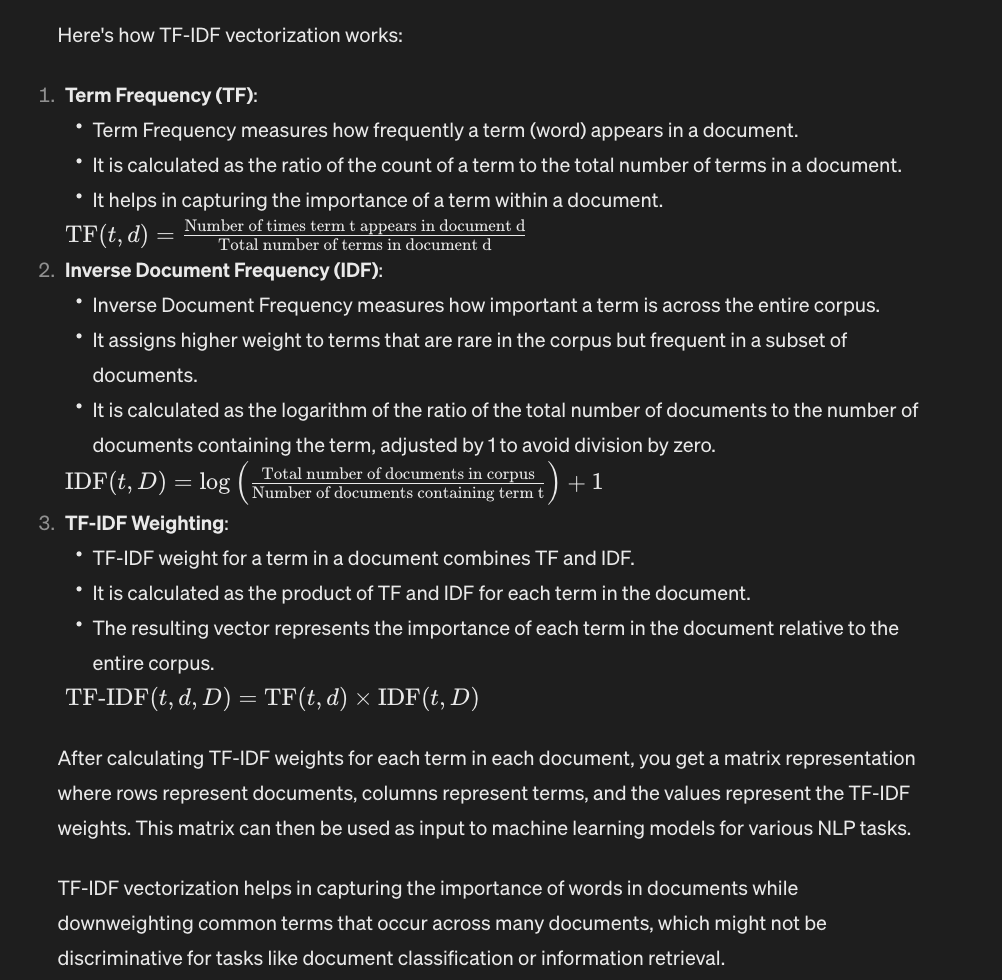 Here's how TF-IDF vectorization works:
1. Term Frequency (TF):
• Term Frequency measures how frequently a term (word) appears in a document.
• It is calculated as the ratio of the count of a term to the total number of terms in a document.
• It helps in capturing the importance of a term within a document.
TF(t, d) = Number of times term t appears in document d / Total number of terms in document d
2. Inverse Document Frequency (IDF):
• Inverse Document Frequency measures how important a term is across the entire corpus.
• It assigns higher weight to terms that are rare in the corpus but frequent in a subset of
documents.
• It is calculated as the logarithm of the ratio of the total number of documents to the number of
documents containing the term, adjusted by 1 to avoid division by zero.
IDF(t, D) = log (Total number of documents in corpus / Number of documents containing term t) + 1
3. TF-IDF Weighting:
• TF-IDF weight for a term in a document combines TF and IDF.
• It is calculated as the product of TF and IDF for each term in the document.
• The resulting vector represents the importance of each term in the document relative to the
entire corpus.
TF-IDF(t, d, D) = TF(t, d) × IDF(t, D)
After calculating TF-IDF weights for each term in each document, you get a matrix representation
where rows represent documents, columns represent terms, and the values represent the TF-IDF
weights. This matrix can then be used as input to machine learning models for various NLP tasks.
TF-IDF vectorization helps in capturing the importance of words in documents while
downweighting common terms that occur across many documents, which might not be
discriminative for tasks like document classification or information retrieval.